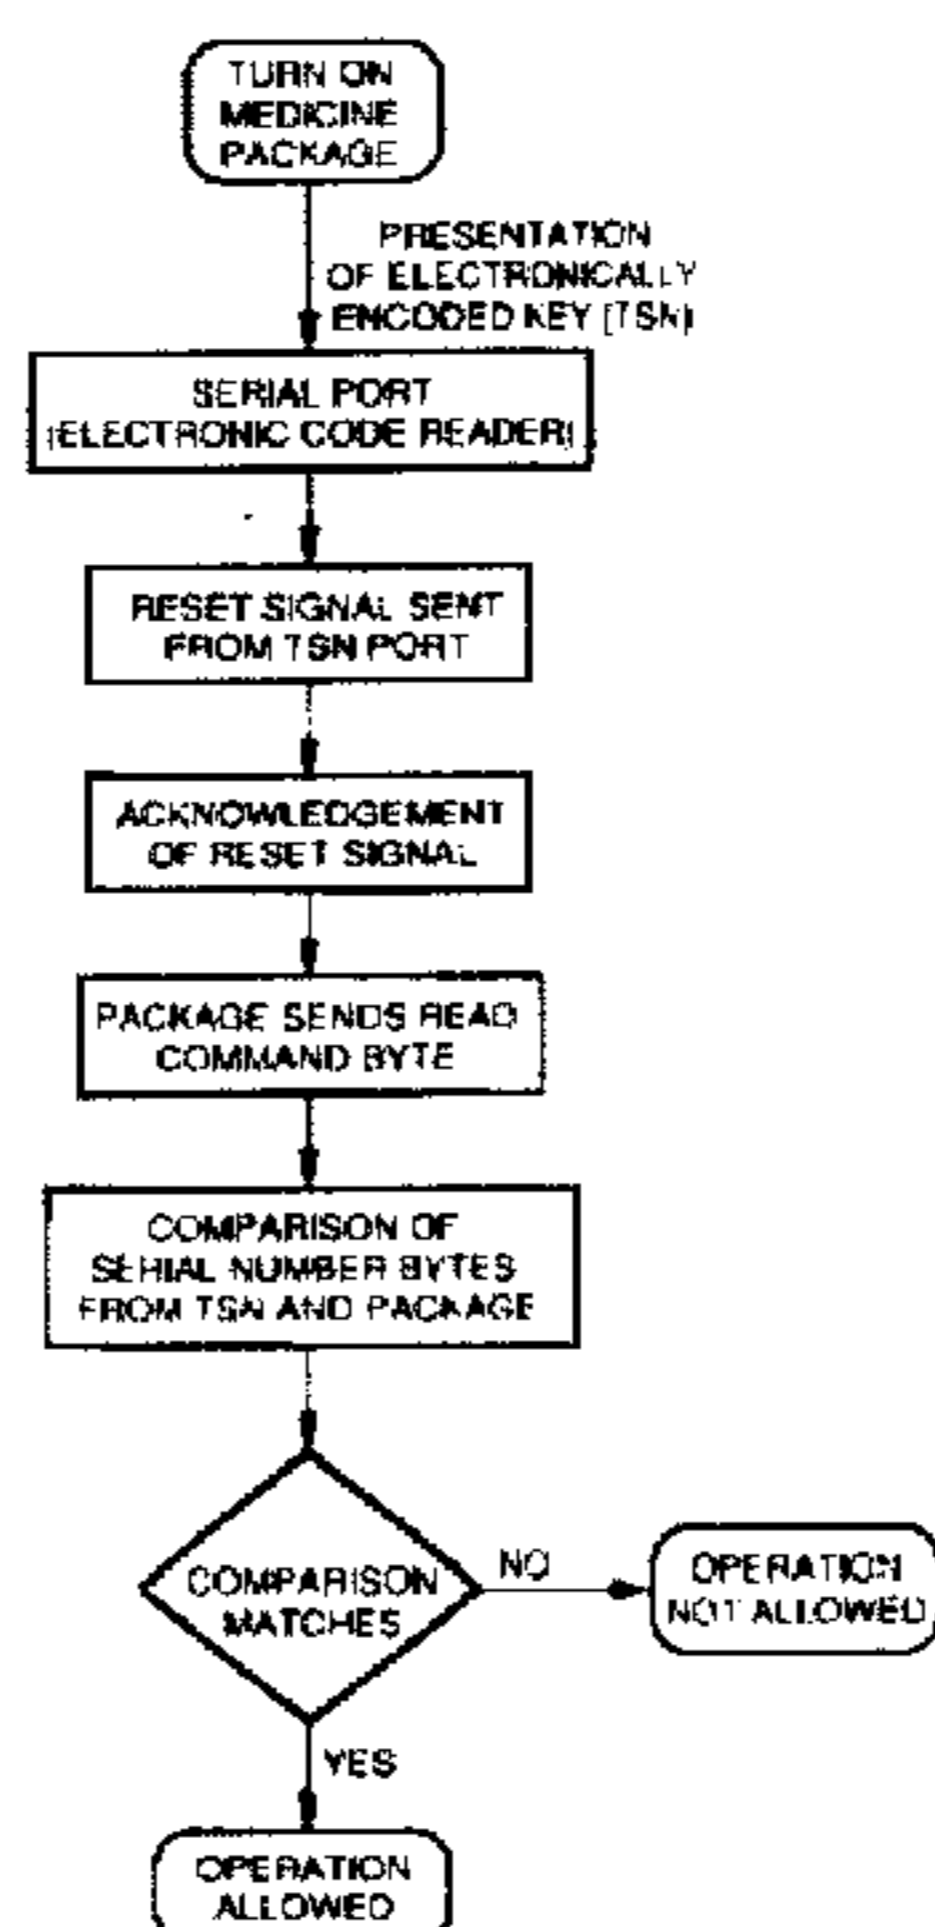 TURN ON
MEDICINE
PACKAGE
PRESENTATION
OF ELECTRONICALLY
ENCODED KEY (TSN)
SERIAL PORT
(ELECTRONIC CODE READER)
RESET SIGNAL SENT
FROM TSN PORT
ACKNOWLEDGEMENT
OF RESET SIGNAL
PACKAGE SENDS READ
COMMAND BYTE
COMPARISON OF
SERIAL NUMBER BYTES
FROM TSN AND PACKAGE
COMPARISON
MATCHES
NO
OPERATION
NOT ALLOWED
YES
OPERATION
ALLOWED